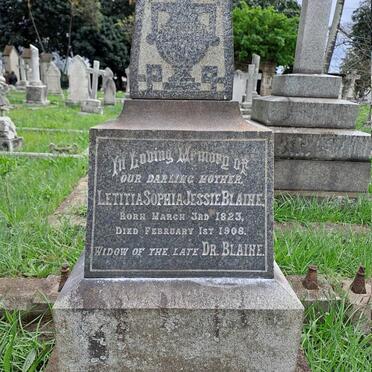 In Loving Memory of
OUR DARLING MOTHER,
LETITIA SOPHIA JESSIE BLAINE,
BORN MARCH 3RD 1823,
DIED FEBRUARY 1ST 1908.
WIDOW OF THE LATE DR. BLAINE.